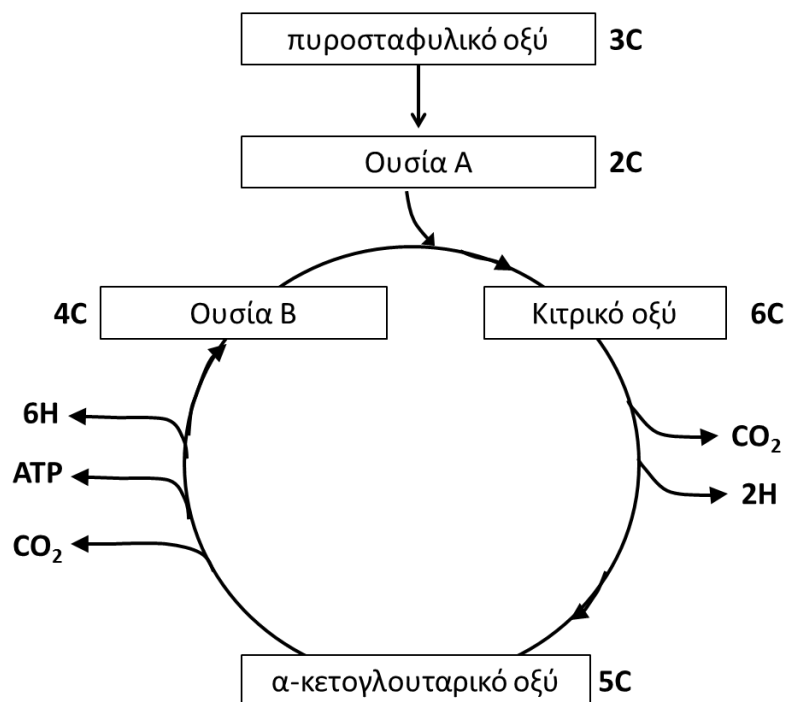 πυροσταφυλικό οξύ 3C
Ουσία Α 2C
4C Ουσία Β
Κιτρικό οξύ 6C
6H
ATP
CO₂
CO₂
2H
α-κετογλουταρικό οξύ 5C